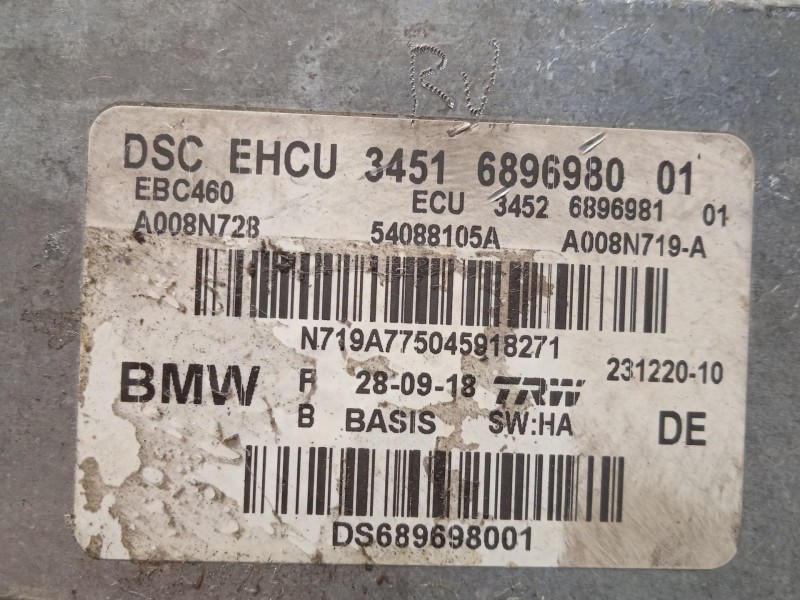 RV
DSC EHCU 3451 6896980 01
EBC460 ECU 3452 6896981 01
A008N728 54088105A A008N719-A
N719A775045918271
BMW F 28-09-18 TRW 231220-10
B BASIS SW:HA DE
DS689698001